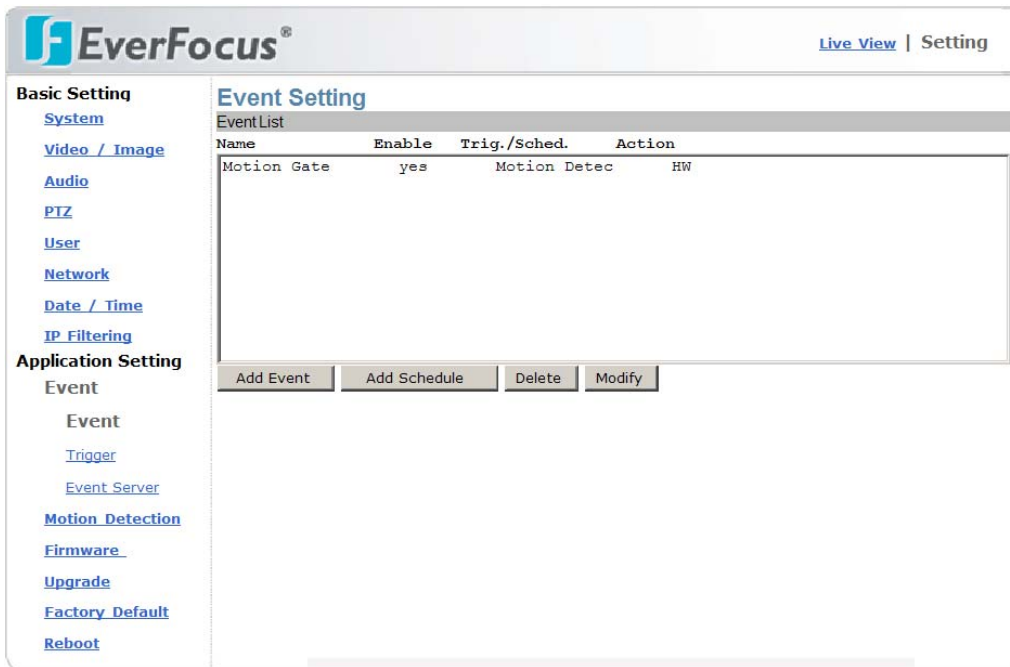 EverFocus®
Live View | Setting
Basic Setting
System
Video / Image
Audio
PTZ
User
Network
Date / Time
IP Filtering
Application Setting
Event
Event
Trigger
Event Server
Motion Detection
Firmware
Upgrade
Factory Default
Reboot
Event Setting
EventList
Name Enable Trig./Sched. Action
Motion Gate yes Motion Detec HW
Add Event Add Schedule Delete Modify